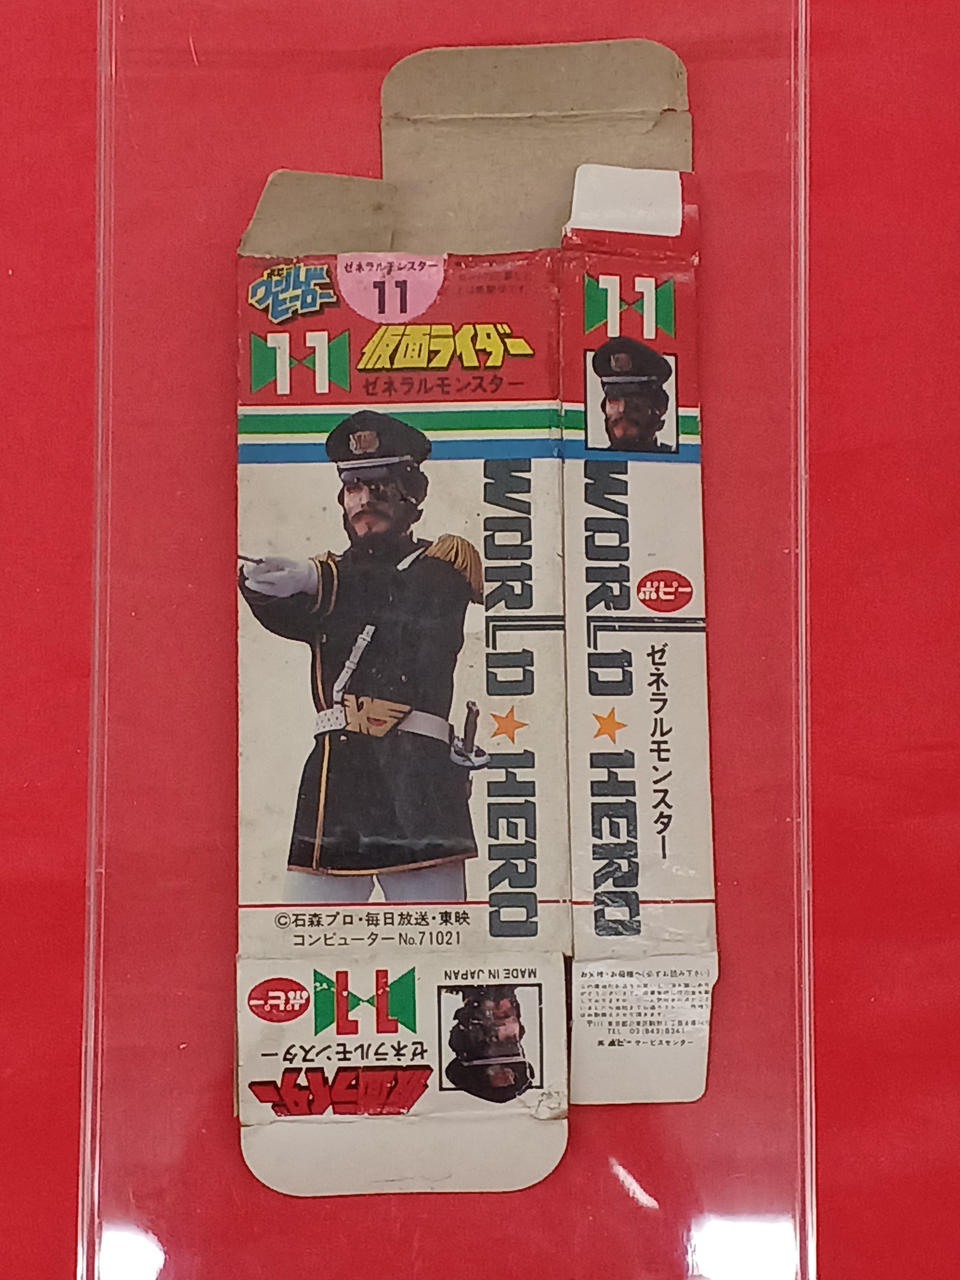 ポピー
ワールド
ヒーロー
ゼネラルモンスター
11
11
仮面ライダー
ゼネラルモンスター
WORLD★HERO
©石森プロ・毎日放送・東映
コンピューターNo.71021
MADE IN JAPAN
11
ポピー
ゼネラルモンスター
仮面ライダー
11
WORLD★HERO
ポピー
ゼネラルモンスター
ポピーサービスセンター